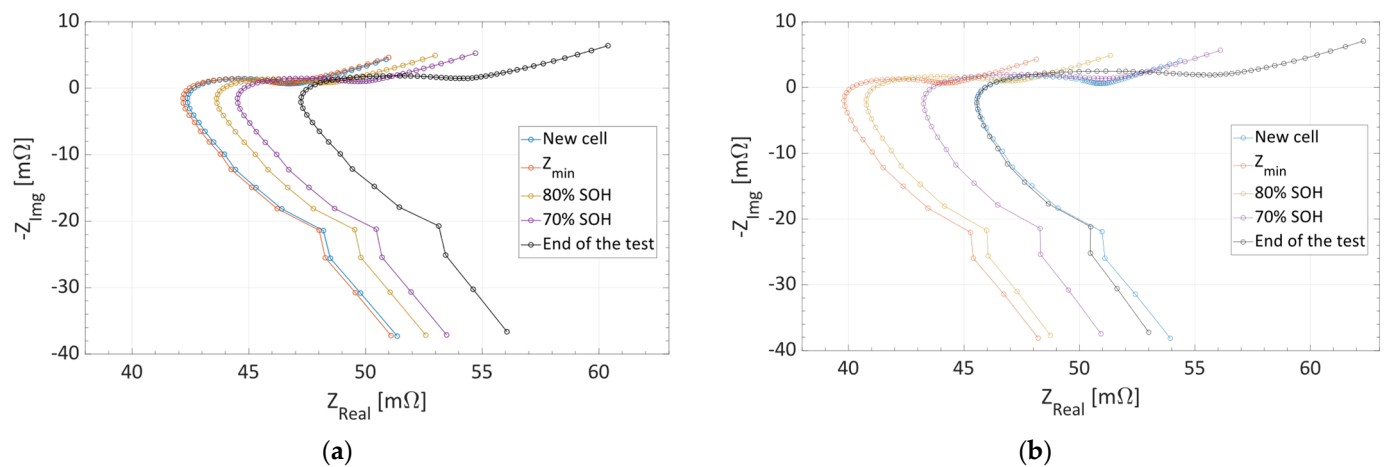 10
0
-10
-20
-30
-40
-Z_Img [mΩ]
40 45 50 55 60
Z_Real [mΩ]
New cell
Z_min
80% SOH
70% SOH
End of the test
(a)
10
0
-10
-20
-30
-40
-Z_Img [mΩ]
40 45 50 55 60
Z_Real [mΩ]
New cell
Z_min
80% SOH
70% SOH
End of the test
(b)